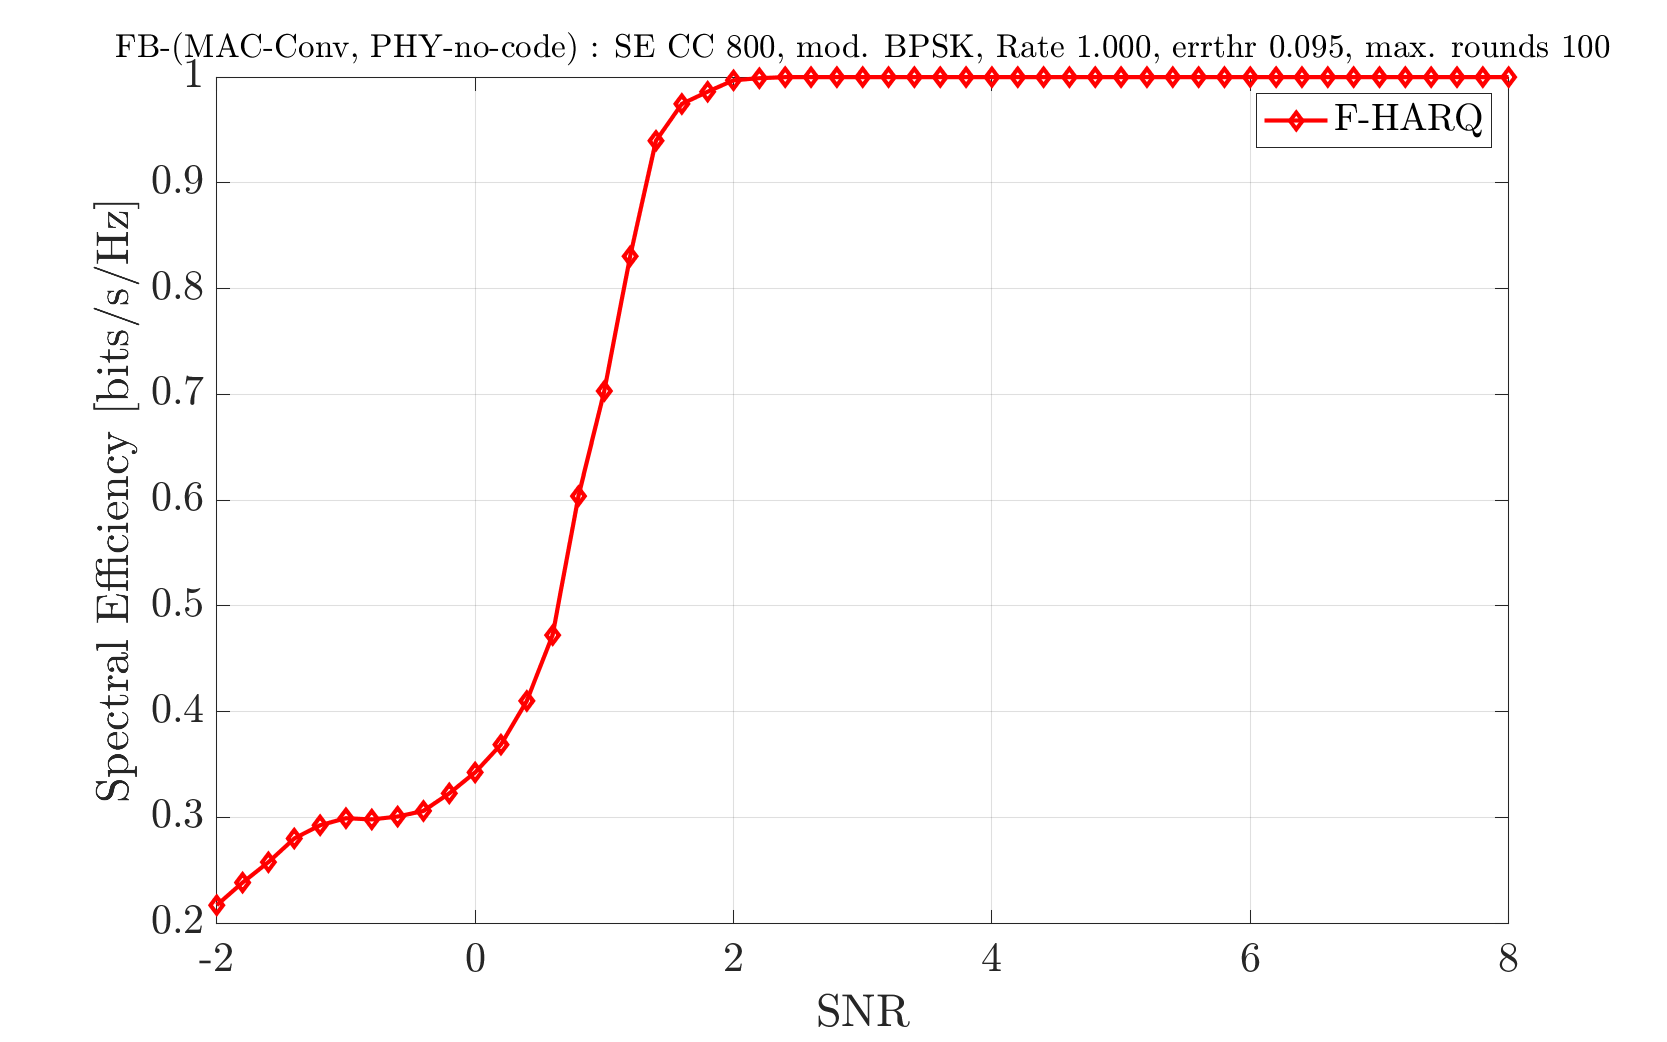 FB-(MAC-Conv, PHY-no-code) : SE CC 800, mod. BPSK, Rate 1.000, errthr 0.095, max. rounds 100
1
F-HARQ
0.9
0.8
0.7
0.6
0.5
0.4
0.3
0.2
Spectral Efficiency [bits/s/Hz]
-2 0 2 4 6 8
SNR